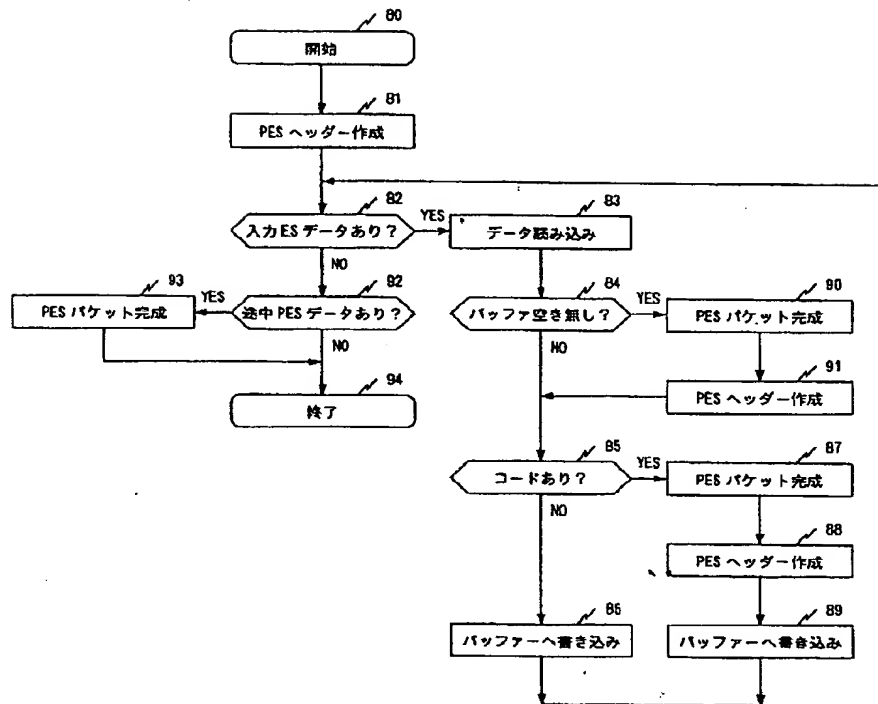 80
開始
81
PES ヘッダー作成
82
入力 ES データあり?
YES
83
データ読み込み
NO
84
バッファ空き無し?
YES
90
PES パケット完成
NO
91
PES ヘッダー作成
92
途中 PES データあり?
YES
93
PES パケット完成
NO
94
終了
85
コードあり?
YES
87
PES パケット完成
NO
88
PES ヘッダー作成
86
バッファーへ書き込み
89
バッファーへ書き込み